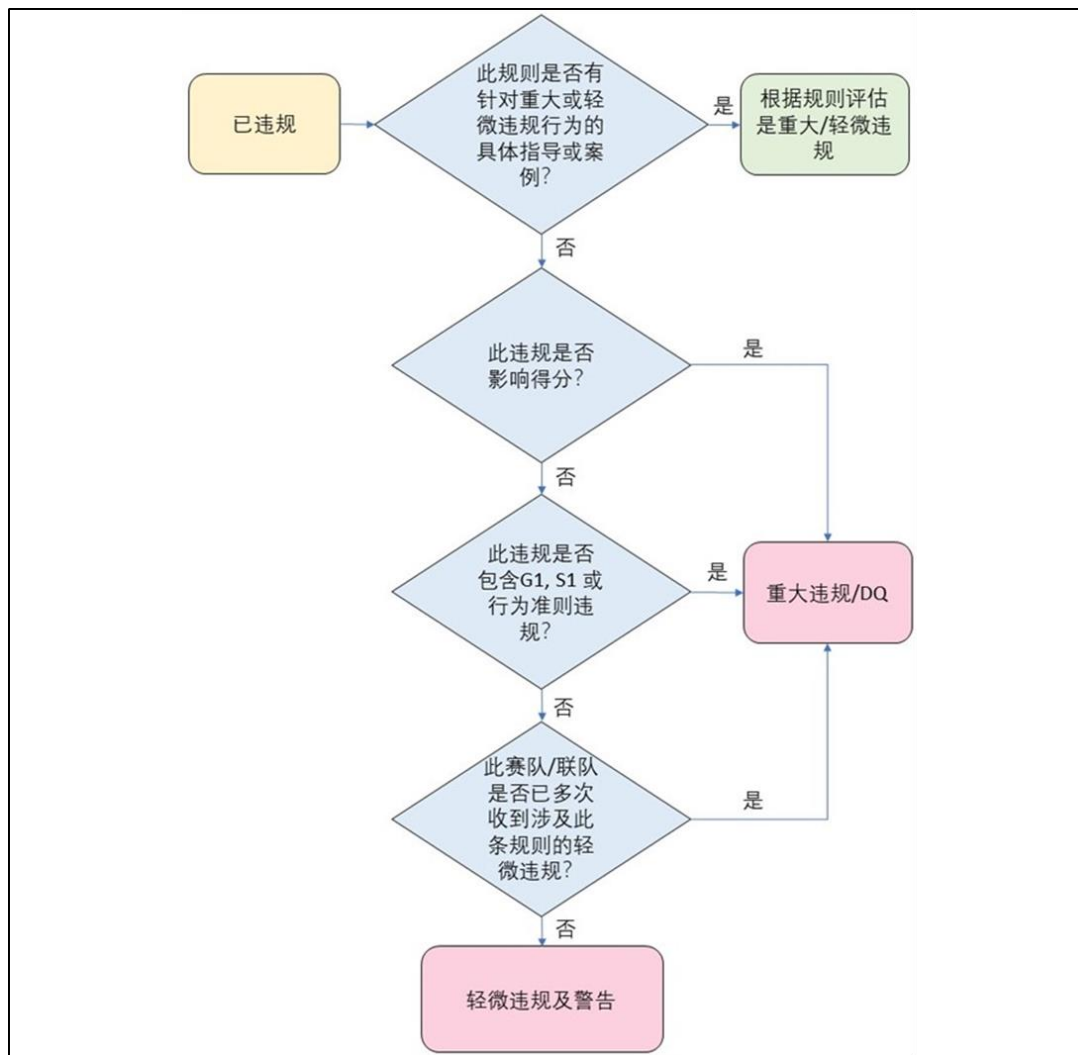 已违规
此规则是否有
针对重大或轻
微违规行为的
具体指导或案
例？
是
根据规则评估
是重大/轻微违
规
否
此违规是否
影响得分？
是
否
此违规是否
包含G1, S1 或
行为准则违
规？
是
重大违规/DQ
否
此赛队/联队
是否已多次
收到涉及此
条规则的轻
微违规？
是
否
轻微违规及警告